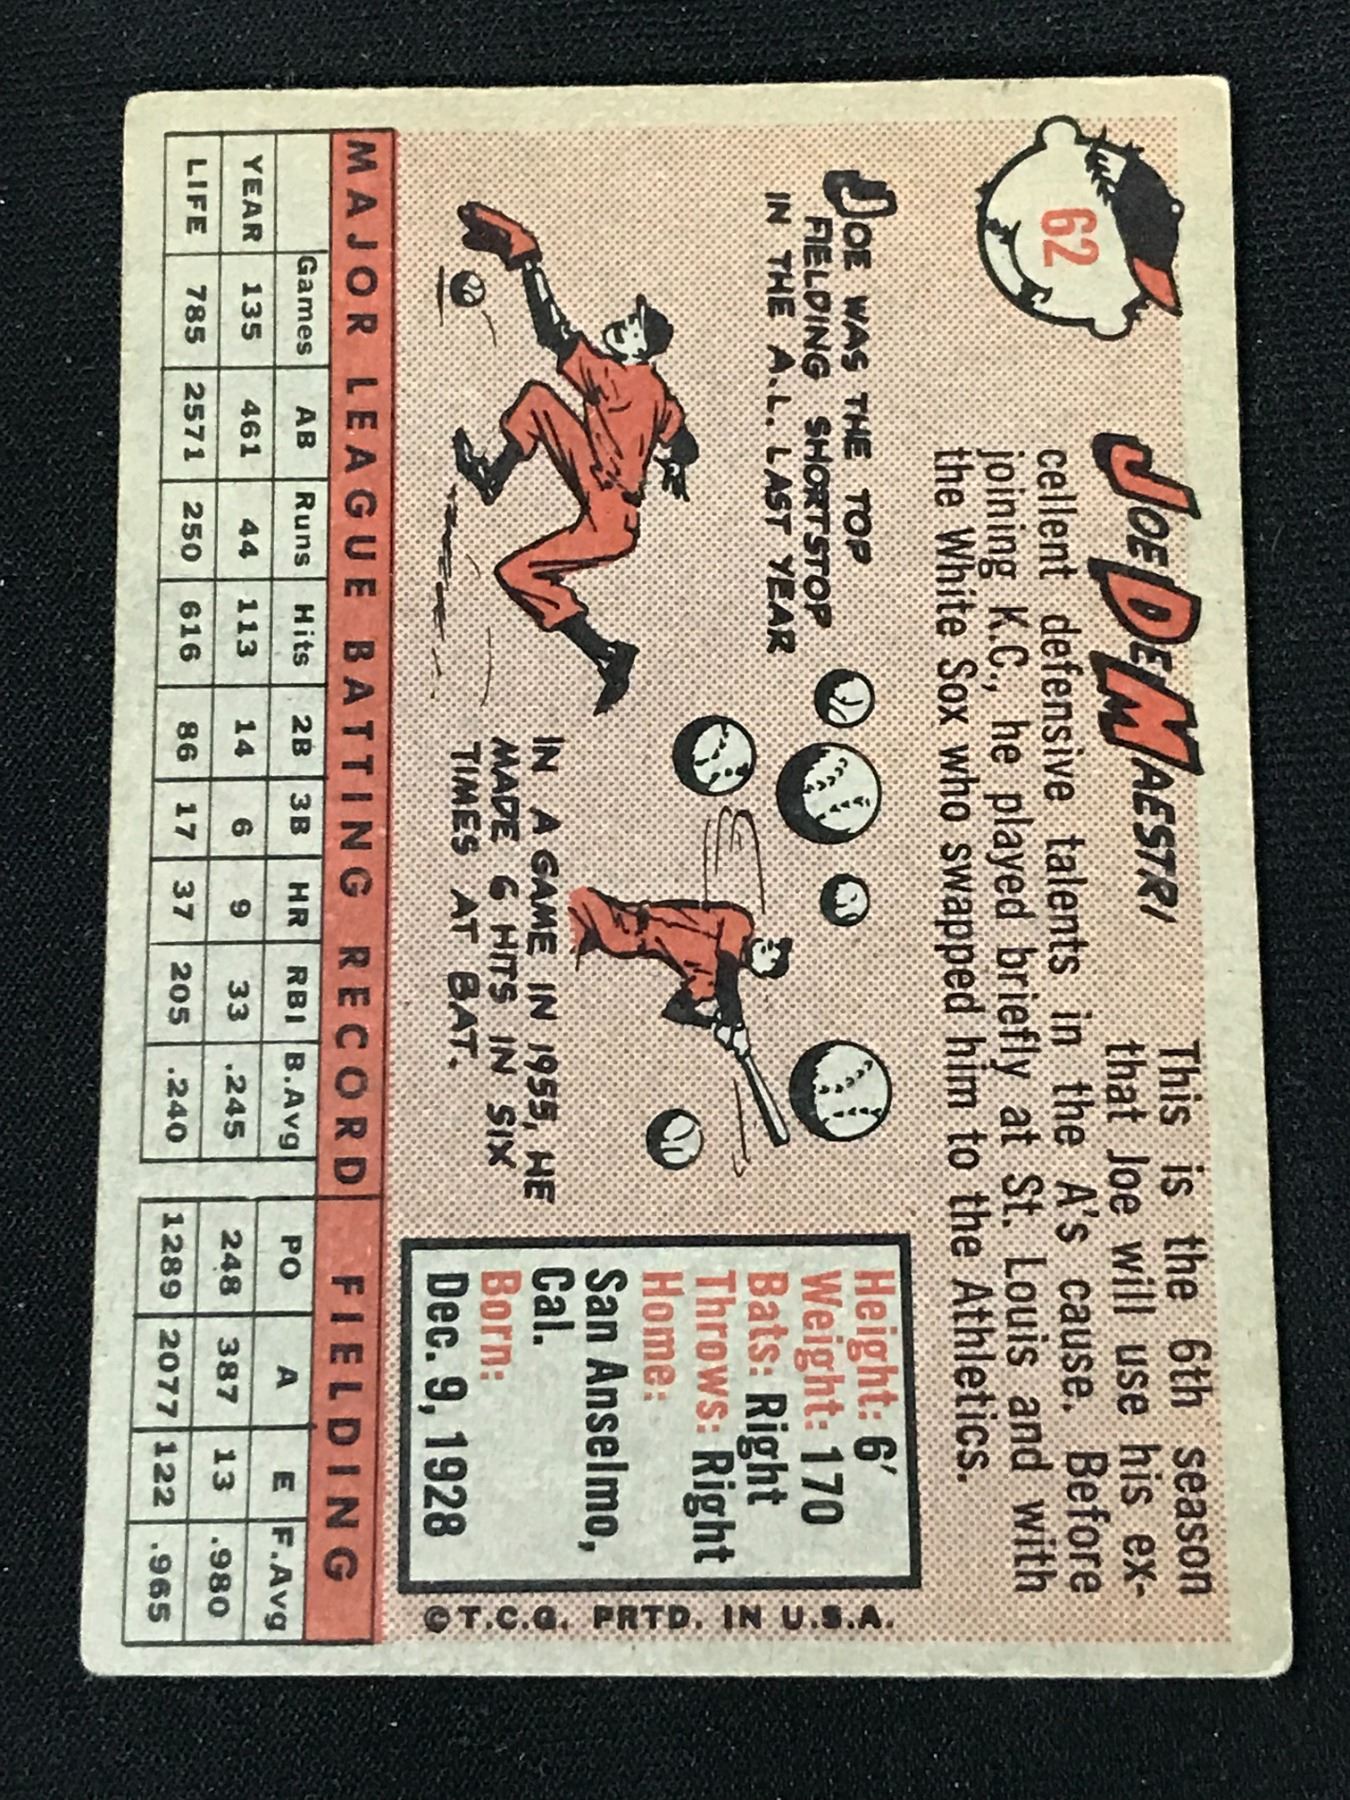 62
JOE DEMAESTRI
This is the 6th season
that Joe will use his ex-
cellent defensive talents in the A's cause. Before
joining K.C., he played briefly at St. Louis and with
the White Sox who swapped him to the Athletics.
JOE WAS THE TOP
FIELDING SHORTSTOP
IN THE A.L. LAST YEAR
IN A GAME IN 1955, HE
MADE 6 HITS IN SIX
TIMES AT BAT.
Height: 6'
Weight: 170
Bats: Right
Throws: Right
Home:
San Anselmo,
Cal.
Born:
Dec. 9, 1928
© T.C.G. PRTD. IN U.S.A.
MAJOR LEAGUE BATTING RECORD FIELDING
Games AB Runs Hits 2B 3B HR RBI B.Avg PO A E F.Avg
YEAR 135 461 44 113 14 6 9 33 .245 248 387 13 .980
LIFE 785 2571 250 616 86 17 37 205 .240 1289 2077 122 .965